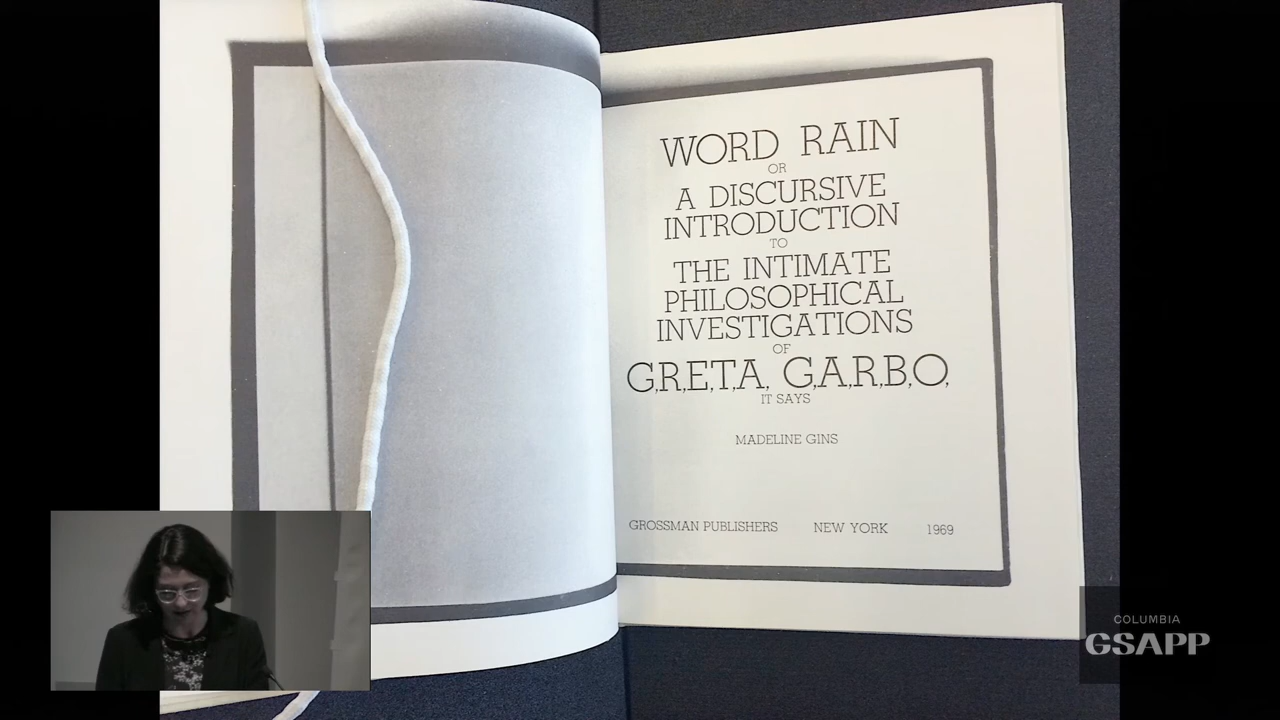 WORD RAIN
OR
A DISCURSIVE
INTRODUCTION
TO
THE INTIMATE
PHILOSOPHICAL
INVESTIGATIONS
OF
G,R,E,T,A, G,A,R,B,O,
IT SAYS
MADELINE GINS
GROSSMAN PUBLISHERS NEW YORK 1969
COLUMBIA
GSAPP